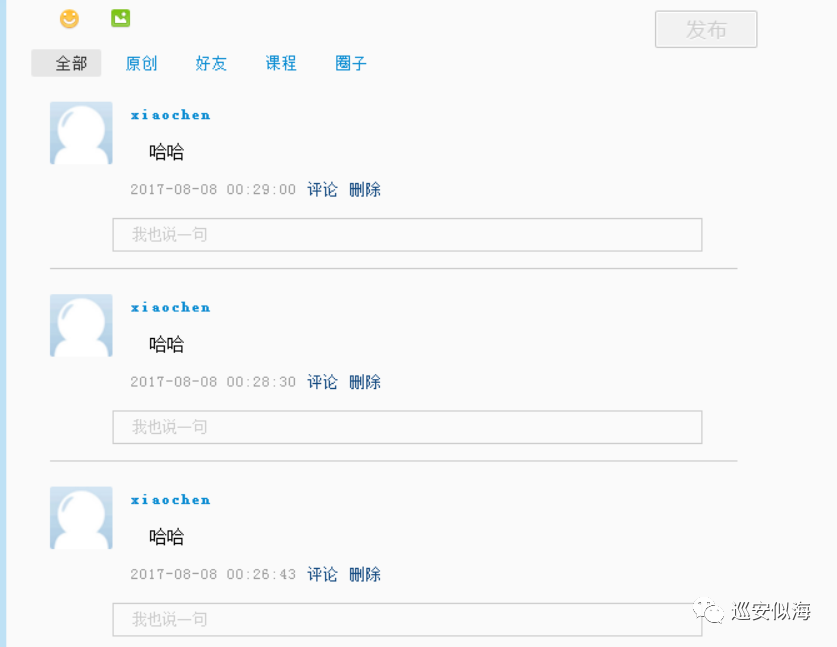 发布
全部 原创 好友 课程 圈子
xiaochen
哈哈
2017-08-08 00:29:00 评论 删除
我也说一句
xiaochen
哈哈
2017-08-08 00:28:30 评论 删除
我也说一句
xiaochen
哈哈
2017-08-08 00:26:43 评论 删除
我也说一句
巡安似海